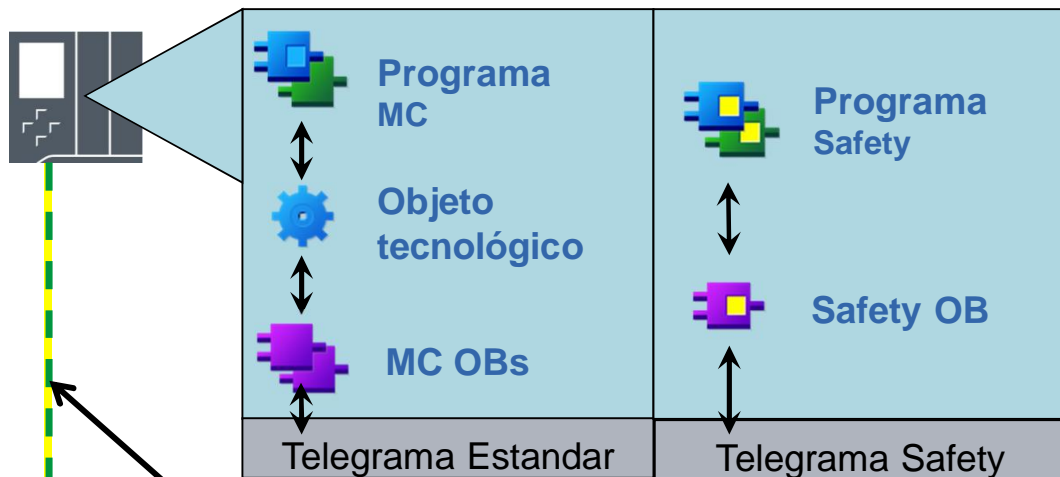 Programa
MC
Objeto
tecnológico
MC OBs
Telegrama Estandar
Programa
Safety
Safety OB
Telegrama Safety